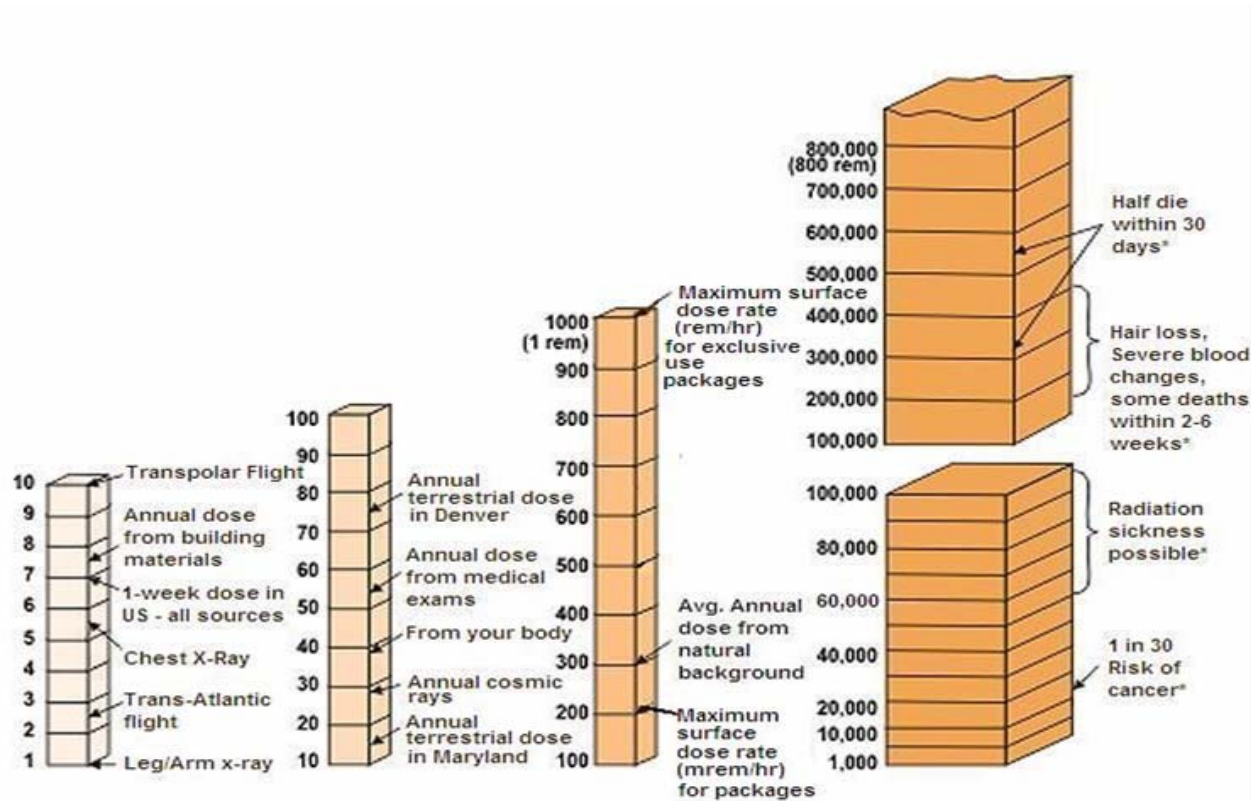 10
9
8
7
6
5
4
3
2
1
Transpolar Flight
Annual dose
from building
materials
1-week dose in
US - all sources
Chest X-Ray
Trans-Atlantic
flight
Leg/Arm x-ray
100
90
80
70
60
50
40
30
20
10
Annual
terrestrial dose
in Denver
Annual dose
from medical
exams
From your body
Annual cosmic
rays
Annual
terrestrial dose
in Maryland
1000
(1 rem)
900
800
700
600
500
400
300
200
100
Maximum surface
dose rate
(rem/hr)
for exclusive
use
packages
Avg. Annual
dose from
natural
background
Maximum
surface
dose rate
(mrem/hr)
for packages
800,000
(800 rem)
700,000
600,000
500,000
400,000
300,000
200,000
100,000
Half die
within 30
days*
Hair loss,
Severe blood
changes,
some deaths
within 2-6
weeks*
100,000
80,000
60,000
40,000
20,000
10,000
1,000
Radiation
sickness
possible*
1 in 30
Risk of
cancer*